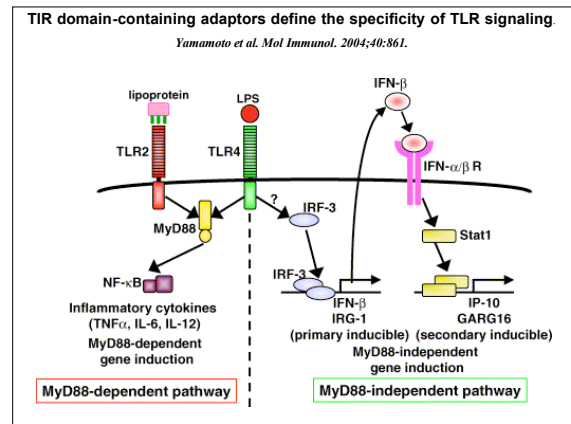 TIR domain-containing adaptors define the specificity of TLR signaling.
Yamamoto et al. Mol Immunol. 2004;40:861.
lipoprotein
LPS
IFN-β
TLR2
TLR4
IFN-α/β R
?
IRF-3
MyD88
Stat1
NF-κB
IRF-3
Inflammatory cytokines
(TNFα, IL-6, IL-12)
MyD88-dependent
gene induction
IFN-β
IRG-1
(primary inducible)
IP-10
GARG16
(secondary inducible)
MyD88-independent
gene induction
MyD88-dependent pathway
MyD88-independent pathway